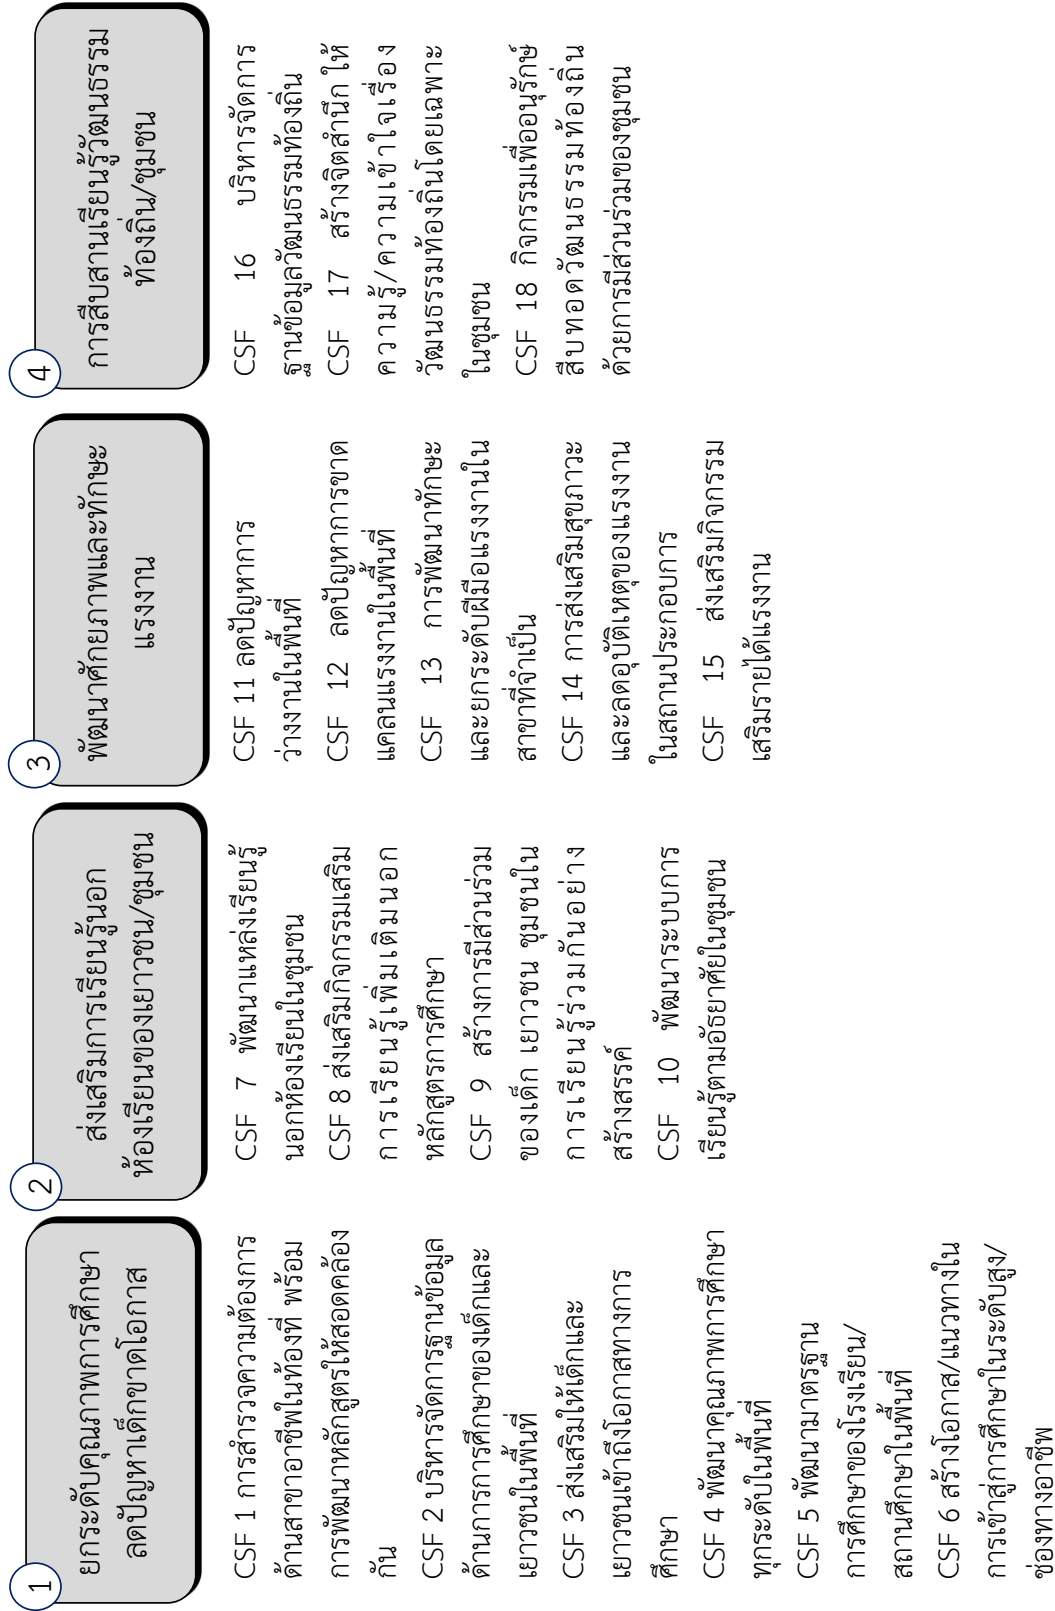 1
ยกระดับคุณภาพการศึกษา
ลดปัญหาเด็กขาดโอกาส
CSF 1 การสำรวจความต้องการ
ด้านสาขาอาชีพในท้องที่ พร้อม
การพัฒนาหลักสูตรให้สอดคล้อง
กัน
CSF 2 บริหารจัดการฐานข้อมูล
ด้านการการศึกษาของเด็กและ
เยาวชนในพื้นที่
CSF 3 ส่งเสริมให้เด็กและ
เยาวชนเข้าถึงโอกาสทางการ
ศึกษา
CSF 4 พัฒนาคุณภาพการศึกษา
ทุกระดับในพื้นที่
CSF 5 พัฒนามาตรฐาน
การศึกษาของโรงเรียน/
สถานศึกษาในพื้นที่
CSF 6 สร้างโอกาส/แนวทางใน
การเข้าสู่การศึกษาในระดับสูง/
ช่องทางอาชีพ
2
ส่งเสริมการเรียนรู้นอก
ห้องเรียนของเยาวชน/ชุมชน
CSF 7 พัฒนาแหล่งเรียนรู้
นอกห้องเรียนในชุมชน
CSF 8 ส่งเสริมกิจกรรมเสริม
การเรียนรู้เพิ่มเติมนอก
หลักสูตรการศึกษา
CSF 9 สร้างการมีส่วนร่วม
ของเด็ก เยาวชน ชุมชนใน
การเรียนรู้ร่วมกันอย่าง
สร้างสรรค์
CSF 10 พัฒนาระบบการ
เรียนรู้ตามอัธยาศัยในชุมชน
3
พัฒนาศักยภาพและทักษะ
แรงงาน
CSF 11 ลดปัญหาการ
ว่างงานในพื้นที่
CSF 12 ลดปัญหาการขาด
แคลนแรงงานในพื้นที่
CSF 13 การพัฒนาทักษะ
และยกระดับฝีมือแรงงานใน
สาขาที่จำเป็น
CSF 14 การส่งเสริมสุขภาวะ
และลดอุบัติเหตุของแรงงาน
ในสถานประกอบการ
CSF 15 ส่งเสริมกิจกรรม
เสริมรายได้แรงงาน
4
การสืบสานเรียนรู้วัฒนธรรม
ท้องถิ่น/ชุมชน
CSF 16 บริหารจัดการ
ฐานข้อมูลวัฒนธรรมท้องถิ่น
CSF 17 สร้างจิตสำนึก ให้
ความรู้/ความเข้าใจเรื่อง
วัฒนธรรมท้องถิ่นโดยเฉพาะ
ในชุมชน
CSF 18 กิจกรรมเพื่ออนุรักษ์
สืบทอดวัฒนธรรมท้องถิ่น
ด้วยการมีส่วนร่วมของชุมชน